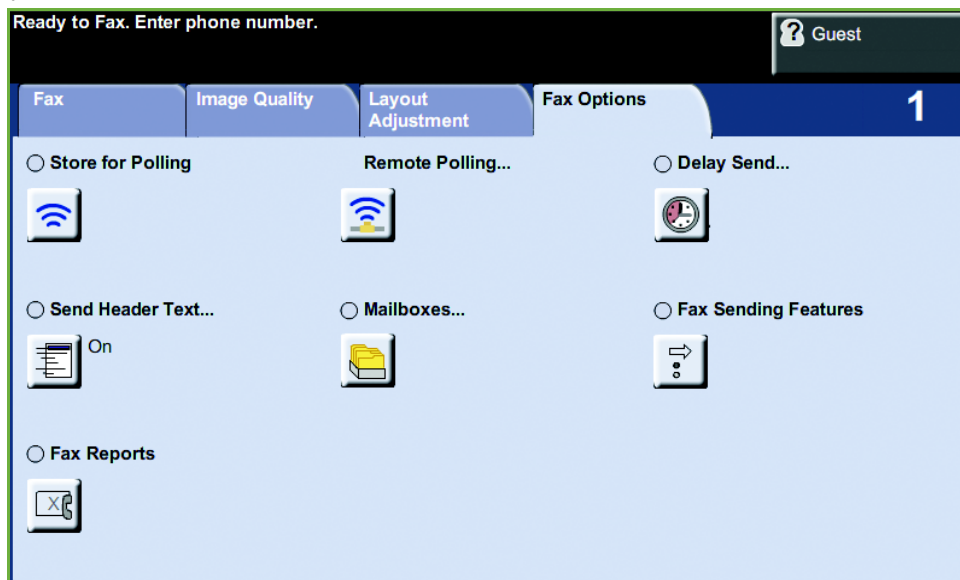 Ready to Fax. Enter phone number.
Guest
Fax
Image Quality
Layout
Adjustment
Fax Options
1
Store for Polling
Remote Polling...
Delay Send...
Send Header Text...
Mailboxes...
Fax Sending Features
On
Fax Reports